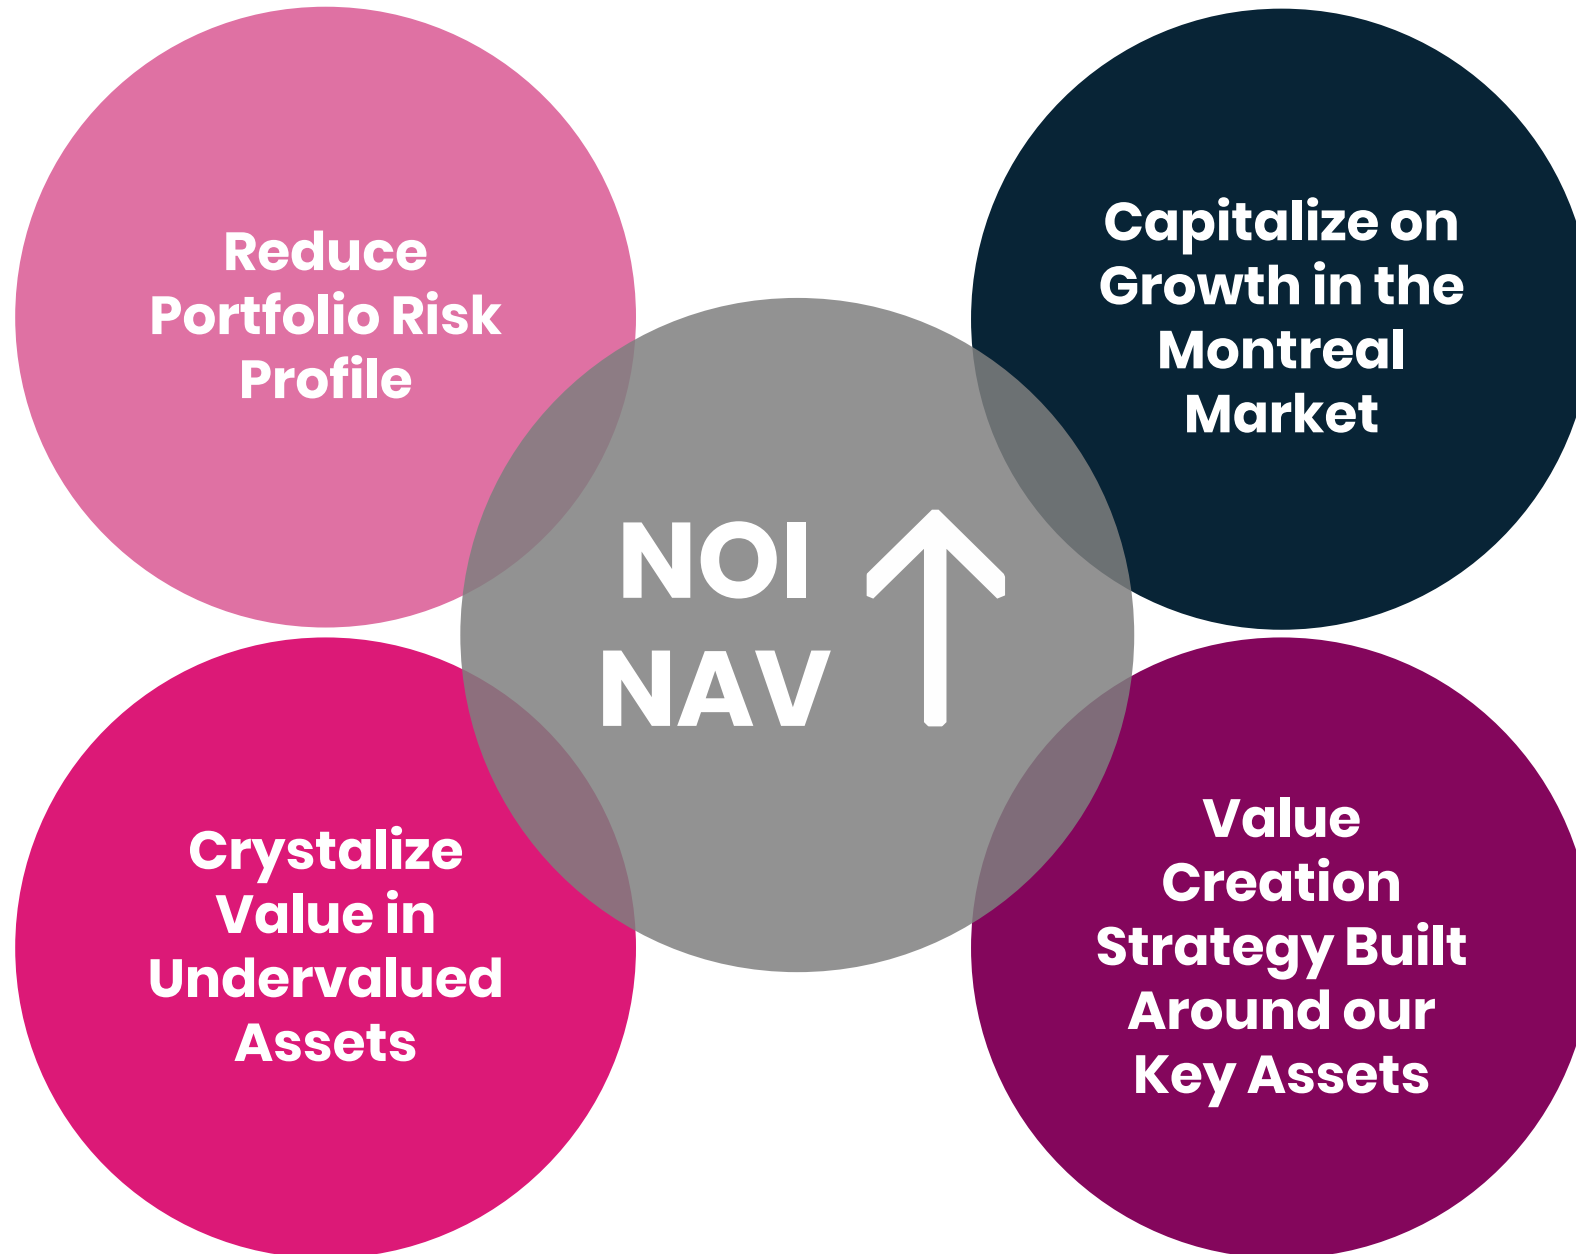 Reduce
Portfolio Risk
Profile
Capitalize on
Growth in the
Montreal
Market
NOI
NAV
Crystalize
Value in
Undervalued
Assets
Value
Creation
Strategy Built
Around our
Key Assets